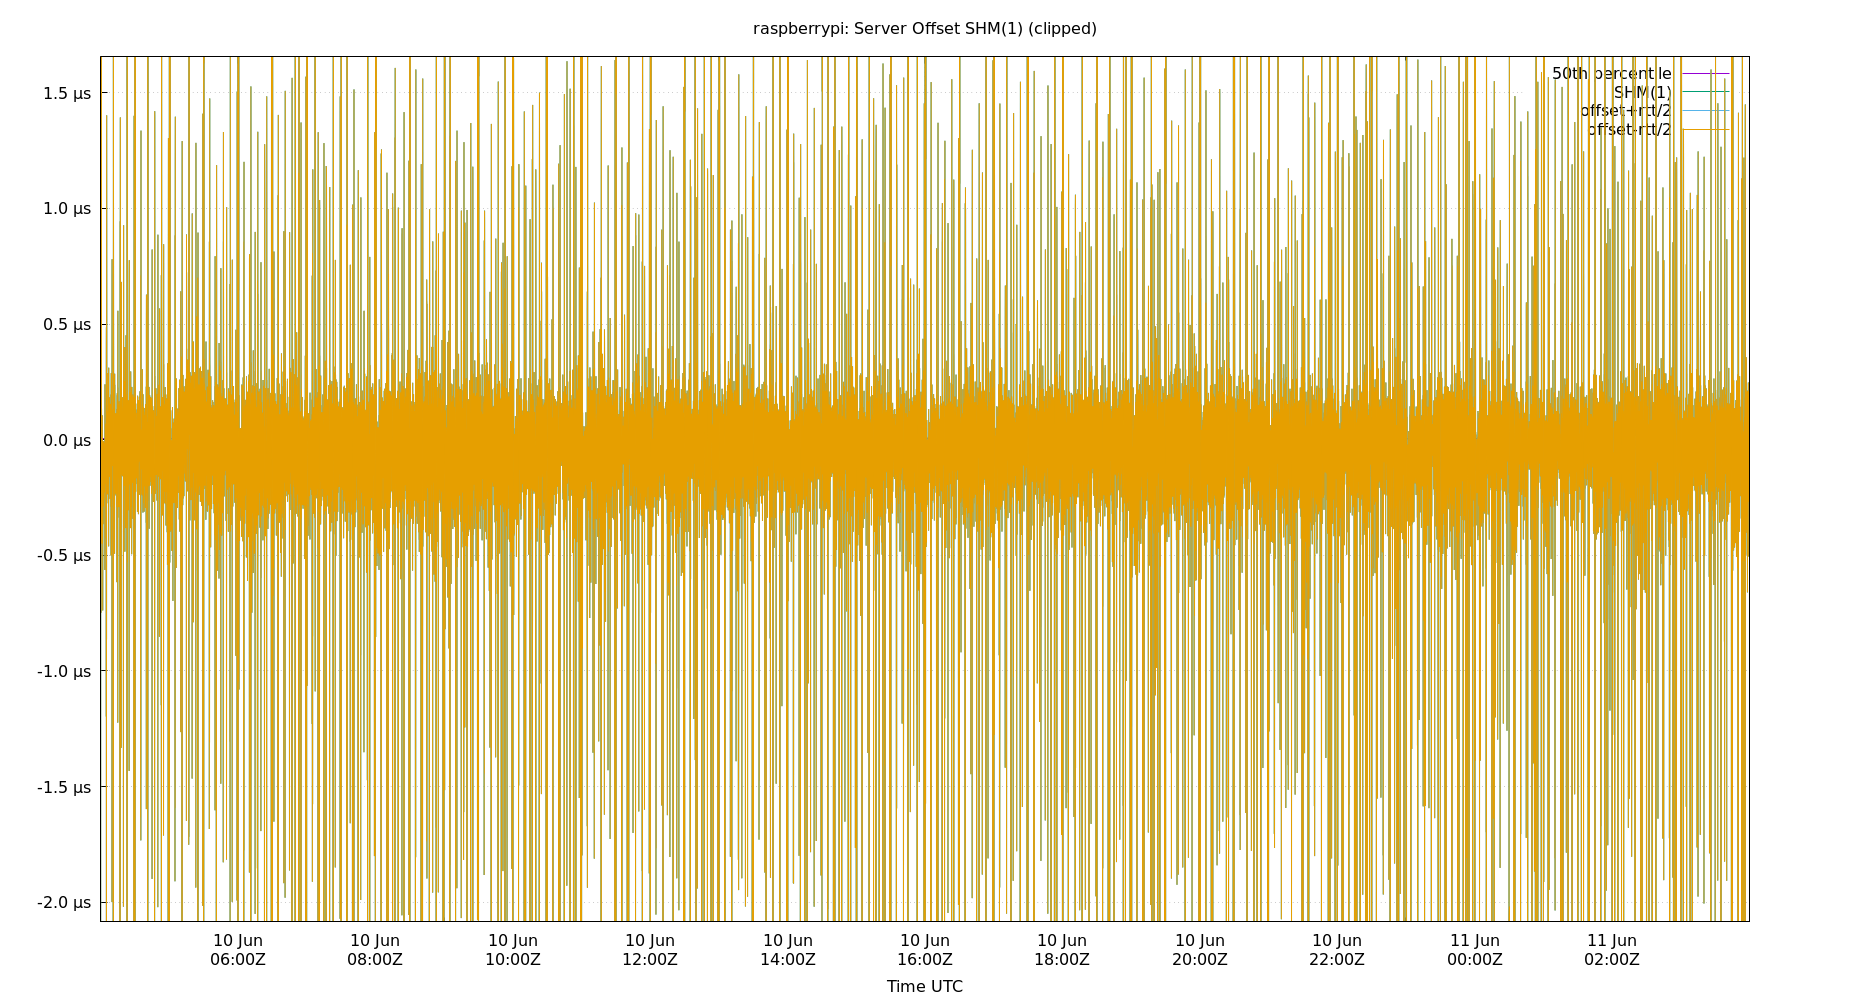 raspberrypi: Server Offset SHM(1) (clipped)
50th percentile
SHM(1)
offset+rtt/2
offset-rtt/2
1.5 µs
1.0 µs
0.5 µs
0.0 µs
-0.5 µs
-1.0 µs
-1.5 µs
-2.0 µs
10 Jun 10 Jun 10 Jun 10 Jun 10 Jun 10 Jun 10 Jun 10 Jun 10 Jun 11 Jun 11 Jun
06:00Z 08:00Z 10:00Z 12:00Z 14:00Z 16:00Z 18:00Z 20:00Z 22:00Z 00:00Z 02:00Z
Time UTC